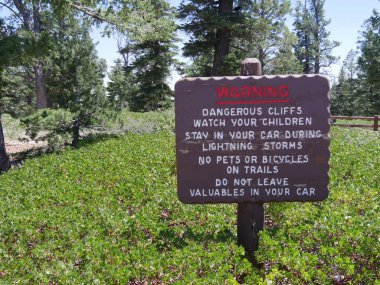 WARNING
DANGEROUS CLIFFS
WATCH YOUR CHILDREN
STAY IN YOUR CAR DURING
LIGHTNING STORMS
NO PETS OR BICYCLES
ON TRAILS
DO NOT LEAVE
VALUABLES IN YOUR CAR